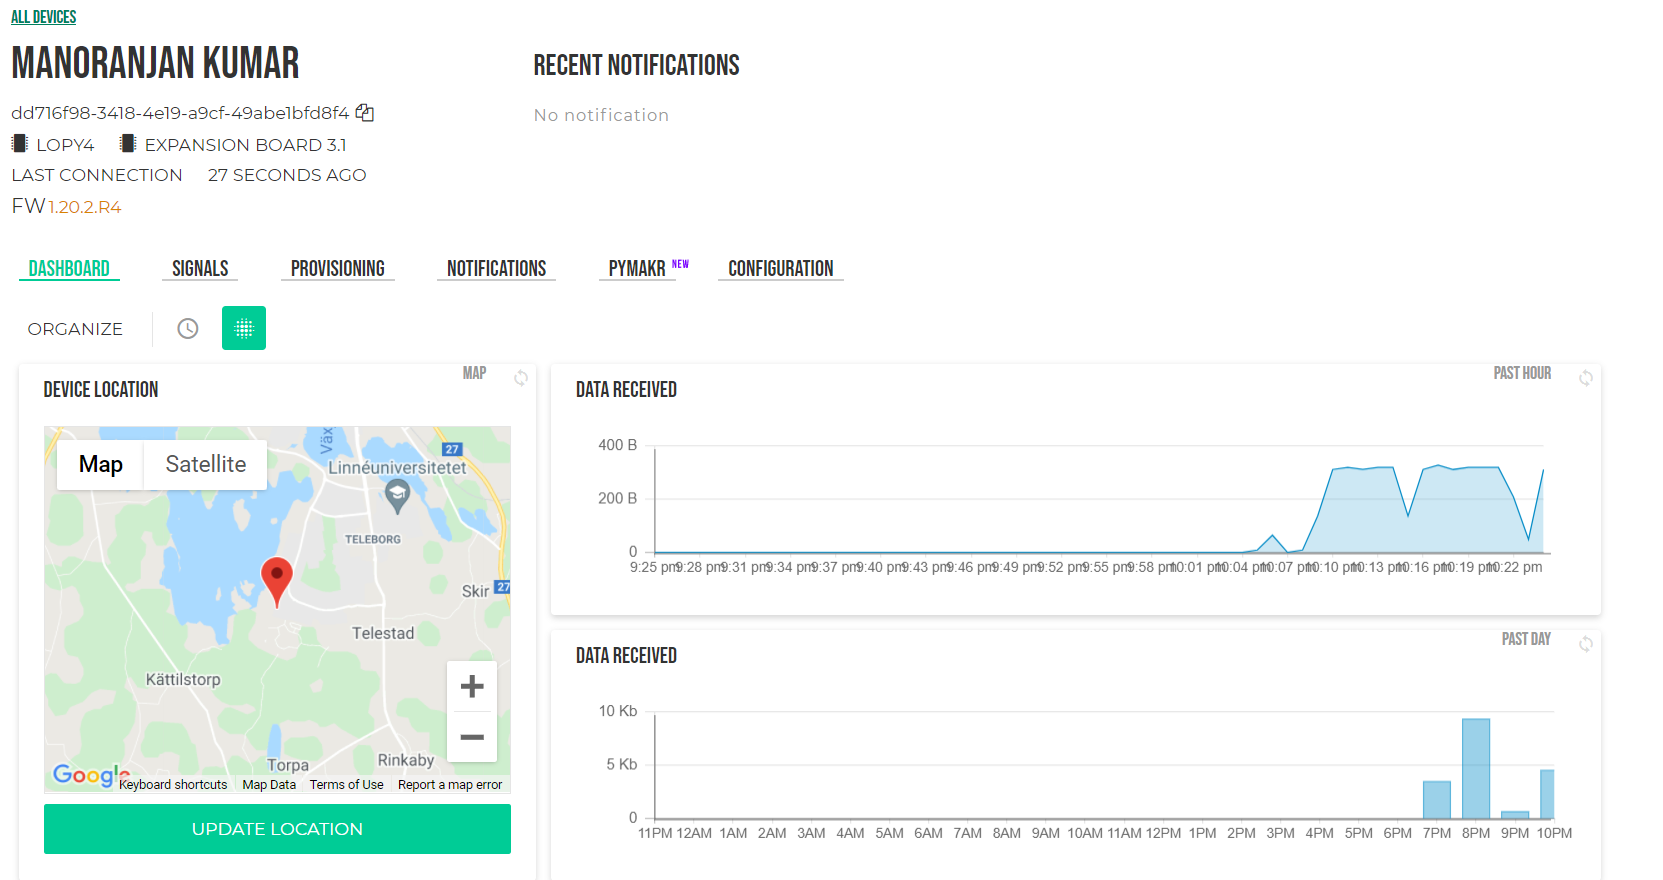 ALL DEVICES
MANORANJAN KUMAR
dd716f98-3418-4e19-a9cf-49abe1bfd8f4
LOPY4 EXPANSION BOARD 3.1
LAST CONNECTION 27 SECONDS AGO
FW 1.20.2.R4
RECENT NOTIFICATIONS
No notification
DASHBOARD SIGNALS PROVISIONING NOTIFICATIONS PYMAKR NEW CONFIGURATION
ORGANIZE
MAP
DEVICE LOCATION
Map Satellite
Väx
27
Linnéuniversitetet
TELEBORG
Skir 27
Telestad
Kättilstorp
+
−
Torpa
Rinkaby
Google
Keyboard shortcuts Map Data Terms of Use Report a map error
UPDATE LOCATION
PAST HOUR
DATA RECEIVED
400 B
200 B
0
9:25 pm 9:28 pm 9:31 pm 9:34 pm 9:37 pm 9:40 pm 9:43 pm 9:46 pm 9:49 pm 9:52 pm 9:55 pm 9:58 pm 10:01 pm 10:04 pm 10:07 pm 10:10 pm 10:13 pm 10:16 pm 10:19 pm 10:22 pm
PAST DAY
DATA RECEIVED
10 Kb
5 Kb
0
11PM 12AM 1AM 2AM 3AM 4AM 5AM 6AM 7AM 8AM 9AM 10AM 11AM 12PM 1PM 2PM 3PM 4PM 5PM 6PM 7PM 8PM 9PM 10PM